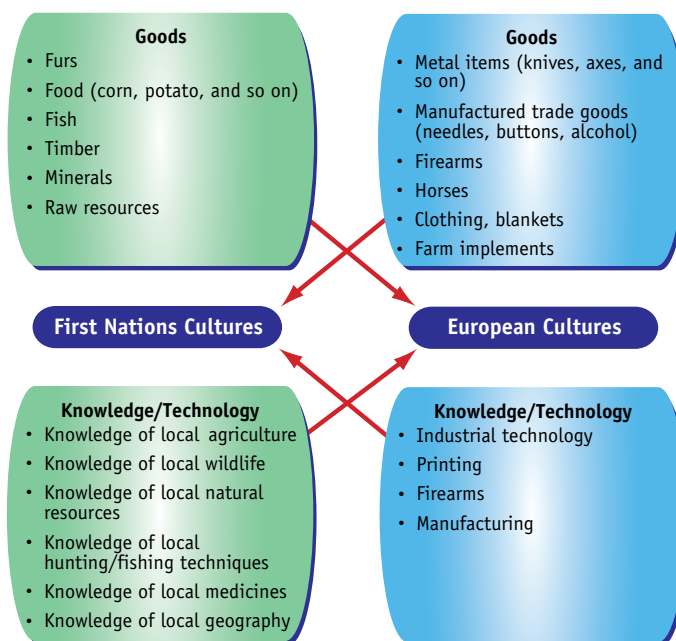 Goods
• Furs
• Food (corn, potato, and so on)
• Fish
• Timber
• Minerals
• Raw resources
Goods
• Metal items (knives, axes, and
so on)
• Manufactured trade goods
(needles, buttons, alcohol)
• Firearms
• Horses
• Clothing, blankets
• Farm implements
First Nations Cultures
European Cultures
Knowledge/Technology
• Knowledge of local agriculture
• Knowledge of local wildlife
• Knowledge of local natural
resources
• Knowledge of local
hunting/fishing techniques
• Knowledge of local medicines
• Knowledge of local geography
Knowledge/Technology
• Industrial technology
• Printing
• Firearms
• Manufacturing